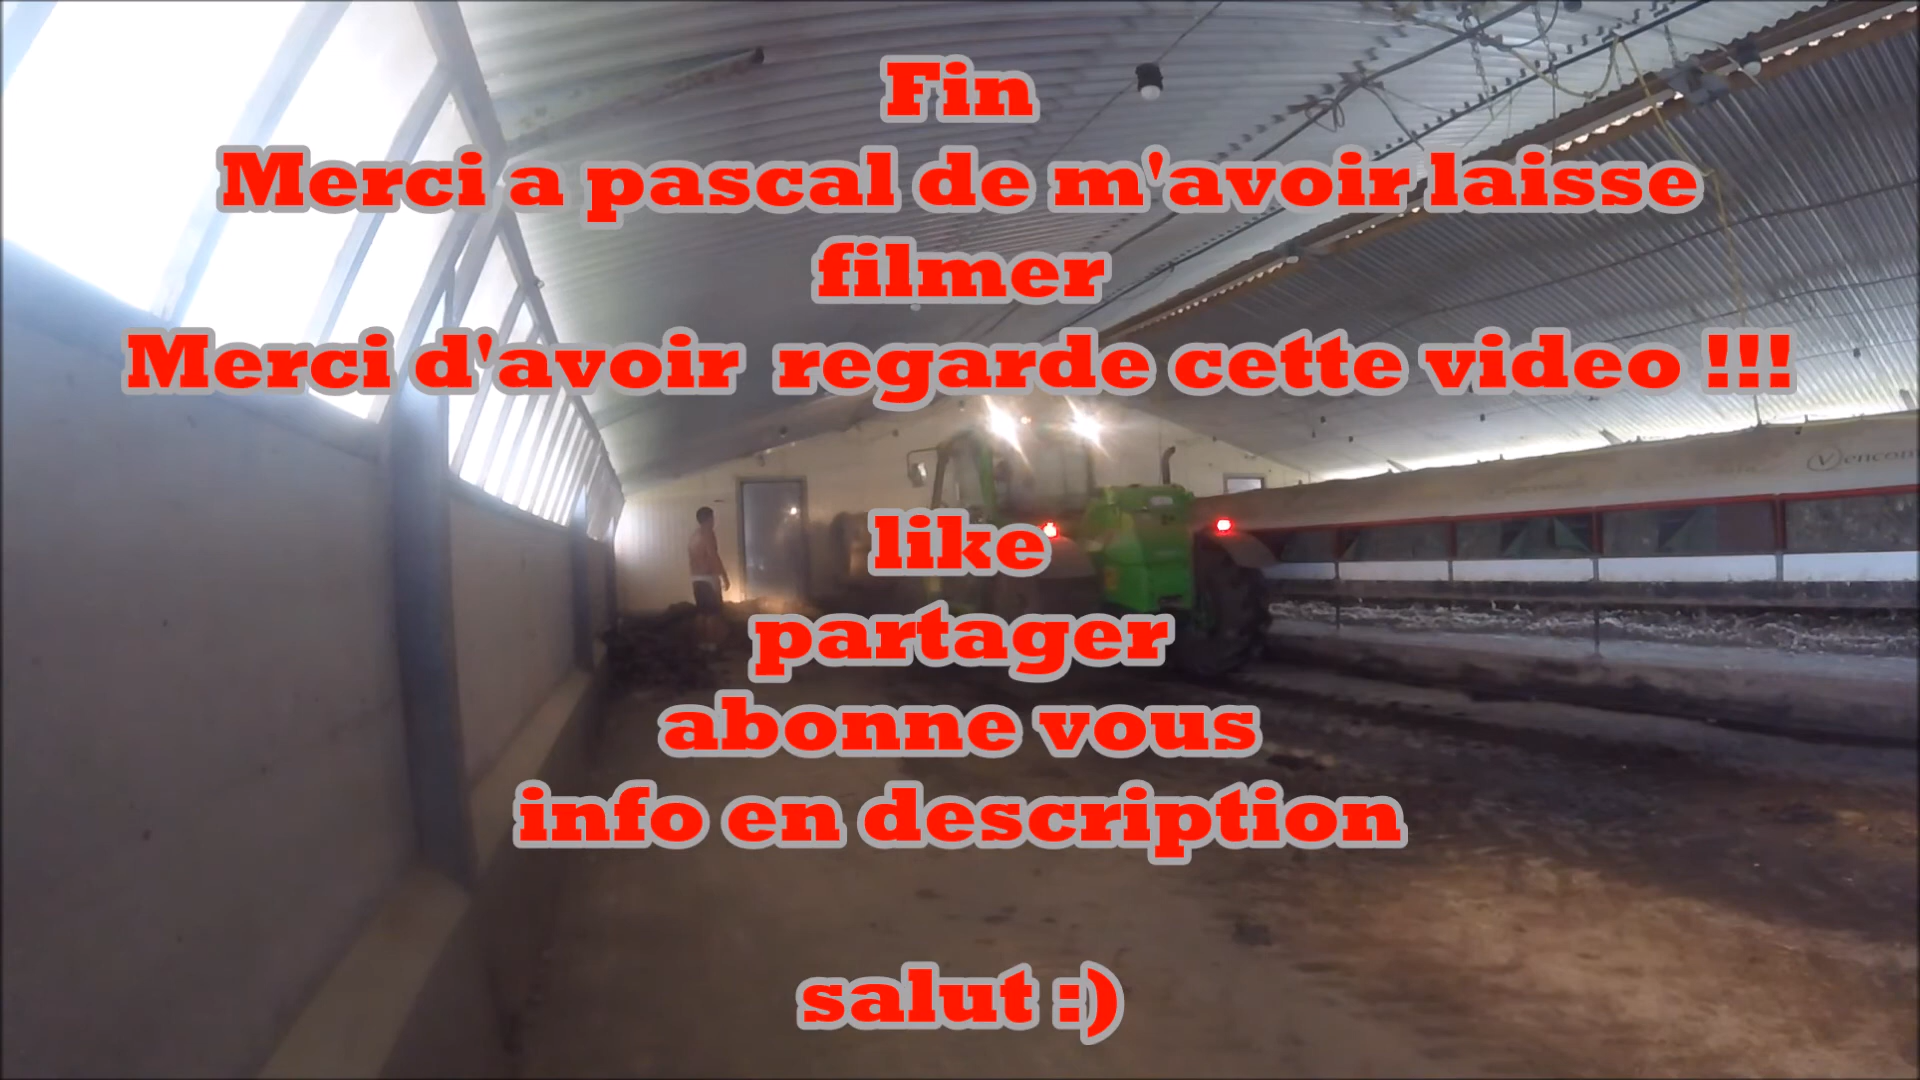 Fin
Merci a pascal de m'avoir laisse
filmer
Merci d'avoir  regarde cette video !!!
Vencom
like
partager
abonne vous
info en description
salut :)